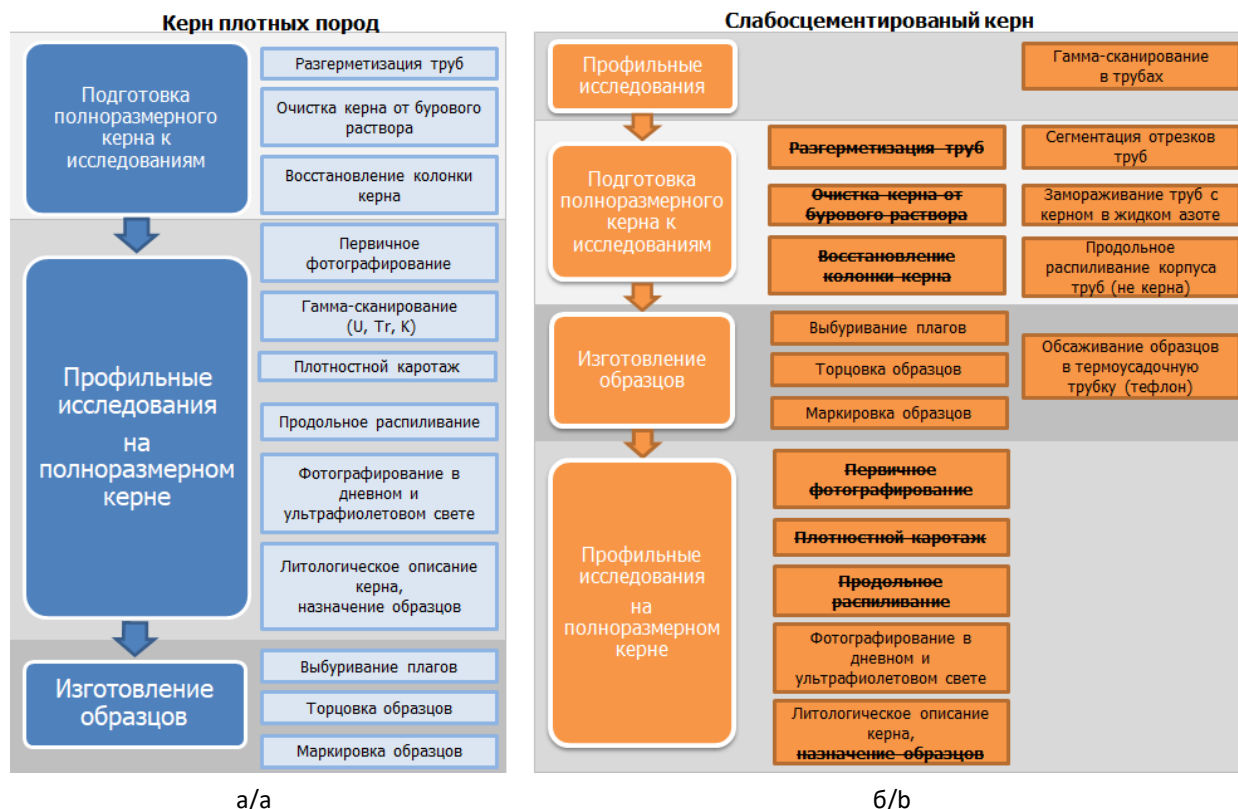 Керн плотных пород
Подготовка
полноразмерного
керна к
исследованиям
Разгерметизация труб
Очистка керна от бурового
раствора
Восстановление колонки
керна
Профильные
исследования
на
полноразмерном
керне
Первичное
фотографирование
Гамма-сканирование
(U, Tr, K)
Плотностной каротаж
Продольное распиливание
Фотографирование в
дневном и
ультрафиолетовом свете
Литологическое описание
керна,
назначение образцов
Изготовление
образцов
Выбуривание плагов
Торцовка образцов
Маркировка образцов
а/a
Слабосцементированый керн
Профильные
исследования
Гамма-сканирование
в трубах
Подготовка
полноразмерного
керна к
исследованиям
Разгерметизация труб
Очистка керна от
бурового раствора
Восстановление
колонки керна
Сегментация отрезков
труб
Замораживание труб с
керном в жидком азоте
Продольное
распиливание корпуса
труб (не керна)
Изготовление
образцов
Выбуривание плагов
Торцовка образцов
Маркировка образцов
Обсаживание образцов
в термоусадочную
трубку (тефлон)
Профильные
исследования
на
полноразмерном
керне
Первичное
фотографирование
Плотностной каротаж
Продольное
распиливание
Фотографирование в
дневном и
ультрафиолетовом свете
Литологическое описание
керна,
назначение образцов
б/b